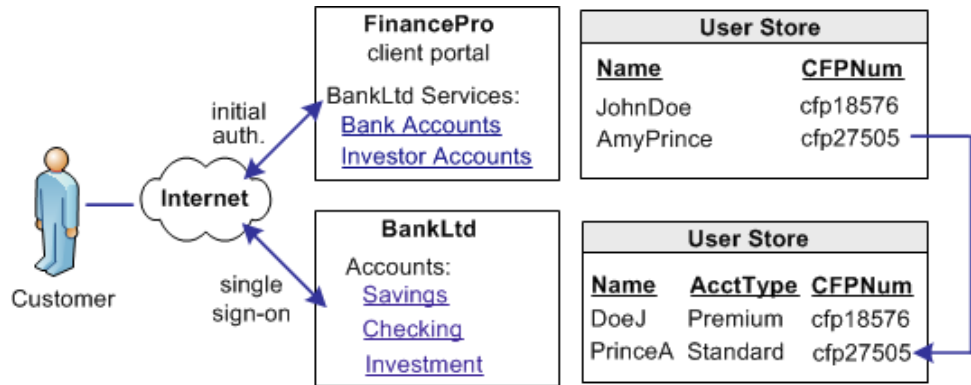 FinancePro
client portal
BankLtd Services:
Bank Accounts
Investor Accounts
User Store
Name CFPNum
JohnDoe cfp18576
AmyPrince cfp27505
initial
auth.
Internet
Customer
single
sign-on
BankLtd
Accounts:
Savings
Checking
Investment
User Store
Name AcctType CFPNum
DoeJ Premium cfp18576
PrinceA Standard cfp27505